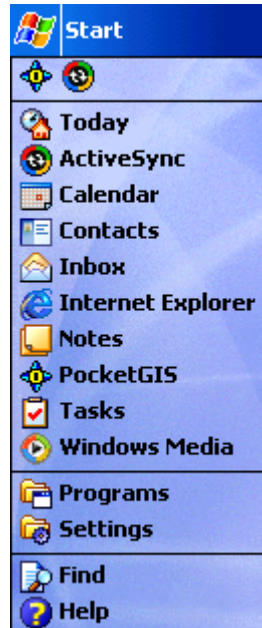 Start
Today
ActiveSync
Calendar
Contacts
Inbox
Internet Explorer
Notes
PocketGIS
Tasks
Windows Media
Programs
Settings
Find
Help